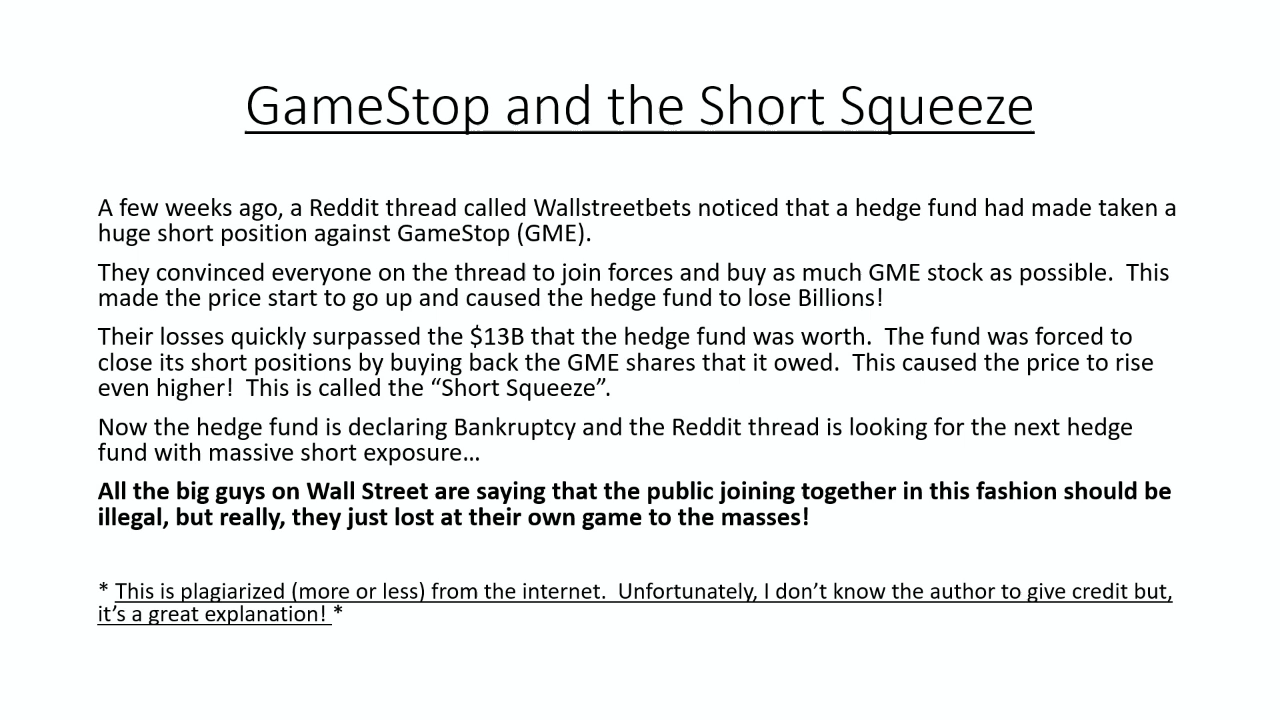 GameStop and the Short Squeeze
A few weeks ago, a Reddit thread called Wallstreetbets noticed that a hedge fund had made taken a
huge short position against GameStop (GME).
They convinced everyone on the thread to join forces and buy as much GME stock as possible.  This
made the price start to go up and caused the hedge fund to lose Billions!
Their losses quickly surpassed the $13B that the hedge fund was worth.  The fund was forced to
close its short positions by buying back the GME shares that it owed.  This caused the price to rise
even higher!  This is called the “Short Squeeze”.
Now the hedge fund is declaring Bankruptcy and the Reddit thread is looking for the next hedge
fund with massive short exposure…
All the big guys on Wall Street are saying that the public joining together in this fashion should be
illegal, but really, they just lost at their own game to the masses!
* This is plagiarized (more or less) from the internet.  Unfortunately, I don’t know the author to give credit but,
it’s a great explanation! *